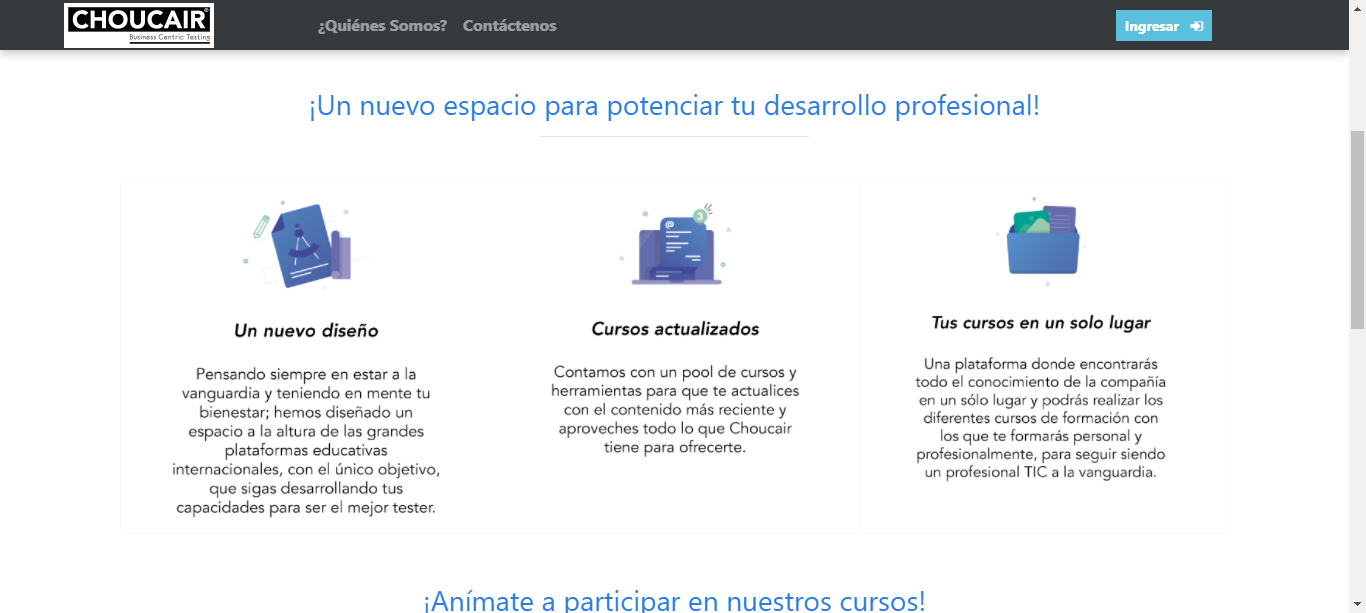 CHOUCAIR®
Business Centric Testing
¿Quiénes Somos? Contáctenos
Ingresar
¡Un nuevo espacio para potenciar tu desarrollo profesional!
@
3
Un nuevo diseño
Pensando siempre en estar a la
vanguardia y teniendo en mente tu
bienestar; hemos diseñado un
espacio a la altura de las grandes
plataformas educativas
internacionales, con el único objetivo,
que sigas desarrollando tus
capacidades para ser el mejor tester.
Cursos actualizados
Contamos con un pool de cursos y
herramientas para que te actualices
con el contenido más reciente y
aproveches todo lo que Choucair
tiene para ofrecerte.
Tus cursos en un solo lugar
Una plataforma donde encontrarás
todo el conocimiento de la compañía
en un sólo lugar y podrás realizar los
diferentes cursos de formación con
los que te formarás personal y
profesionalmente, para seguir siendo
un profesional TIC a la vanguardia.
¡Anímate a participar en nuestros cursos!